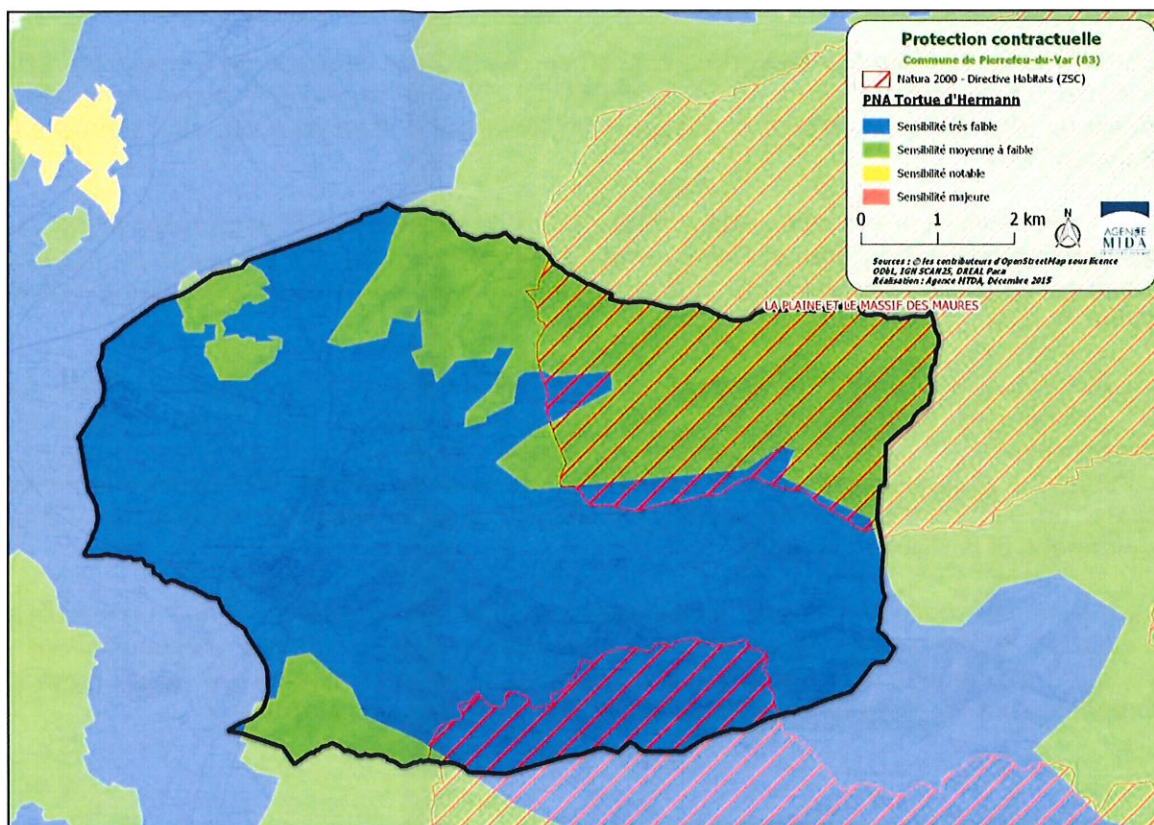 Protection contractuelle
Commune de Pierrefeu-du-Var (83)
Natura 2000 - Directive Habitats (ZSC)
PNA Tortue d'Hermann
Sensibilité très faible
Sensibilité moyenne à faible
Sensibilité notable
Sensibilité majeure
0 1 2 km
N
AGENCE
MTDA
Sources : © les contributeurs d'OpenStreetMap sous licence
ODbL, IGN SCAN25, DREAL Paca
Réalisation : Agence MTDA, Décembre 2015
LA PLAINE ET LE MASSIF DES MAURES